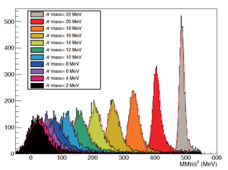 A' mass= 22 MeV
A' mass= 20 MeV
A' mass= 18 MeV
A' mass= 16 MeV
A' mass= 14 MeV
A' mass= 12 MeV
A' mass= 10 MeV
A' mass= 8 MeV
A' mass= 6 MeV
A' mass= 4 MeV
A' mass= 2 MeV
500
400
300
200
100
0
0 100 200 300 400 500
MMiss² (MeV)